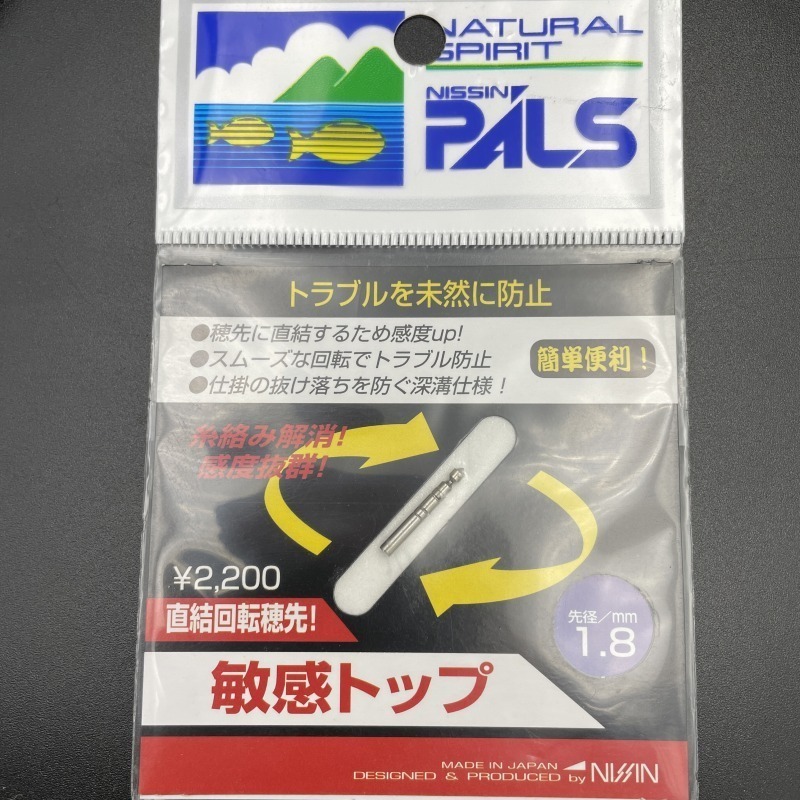 NATURAL
SPIRIT
NISSIN
PALS
トラブルを未然に防止
●穂先に直結するため感度up!
●スムーズな回転でトラブル防止
●仕掛の抜け落ちを防ぐ深溝仕様！
簡単便利！
糸絡み解消!
感度抜群!
¥2,200
直結回転穂先!
先径/mm
1.8
敏感トップ
MADE IN JAPAN
DESIGNED & PRODUCED by NISSIN